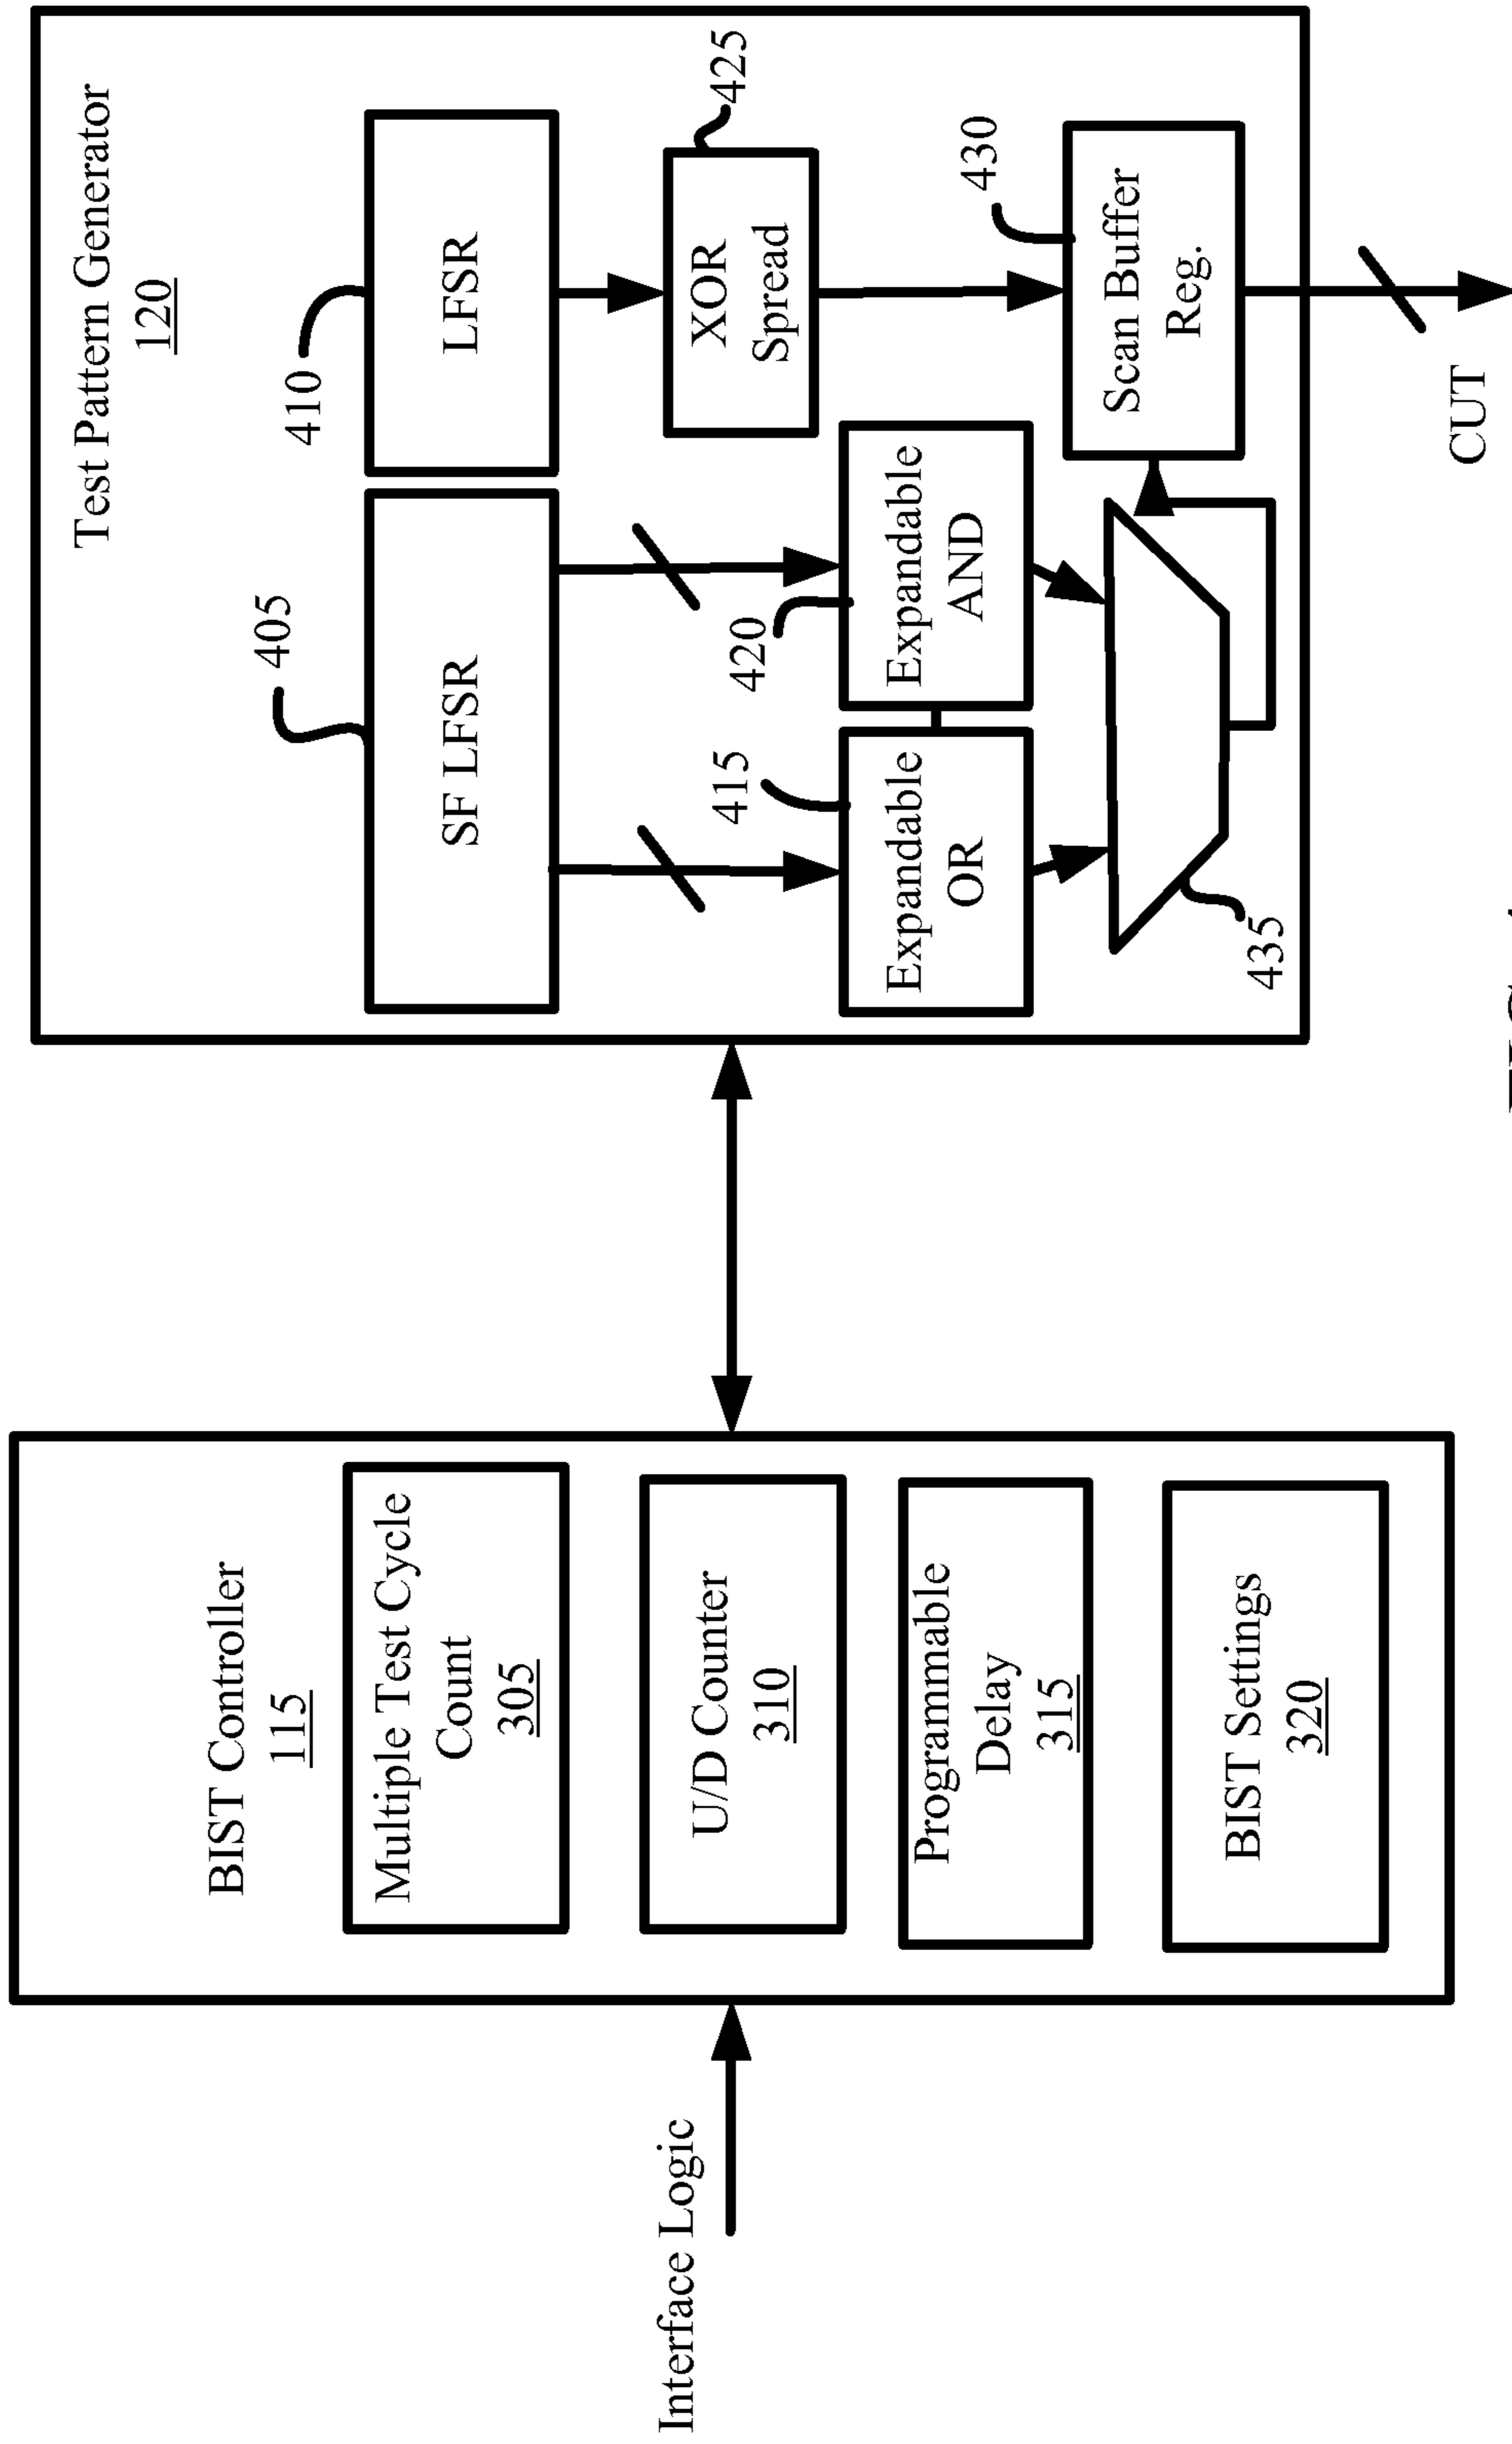 Interface Logic
BIST Controller
115
Multiple Test Cycle
Count
305
U/D Counter
310
Programmable
Delay
315
BIST Settings
320
Test Pattern Generator
120
405
410
SF LFSR
LFSR
415
420
425
XOR
Spread
Expandable
OR
Expandable
AND
430
Scan Buffer
Reg.
435
CUT